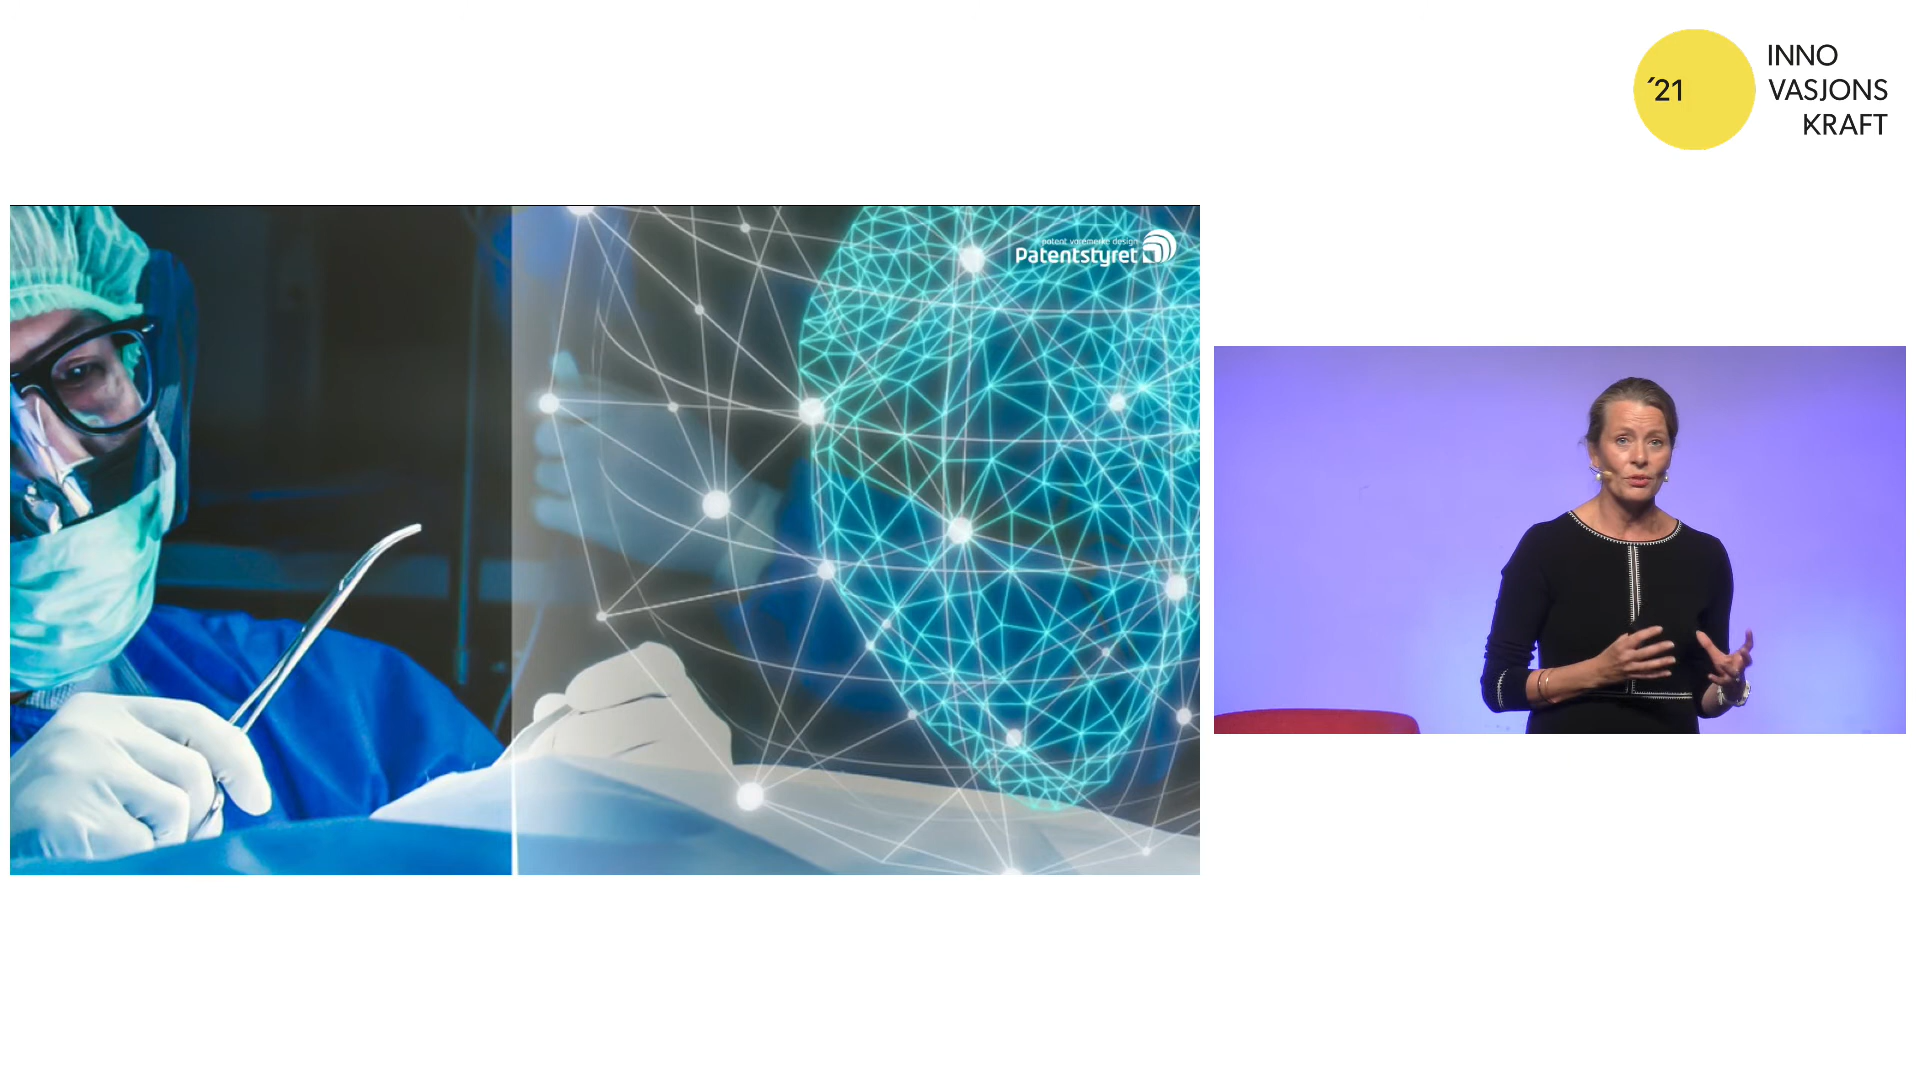 ´21
INNO
VASJONS
KRAFT
patent varemerke design
Patentstyret